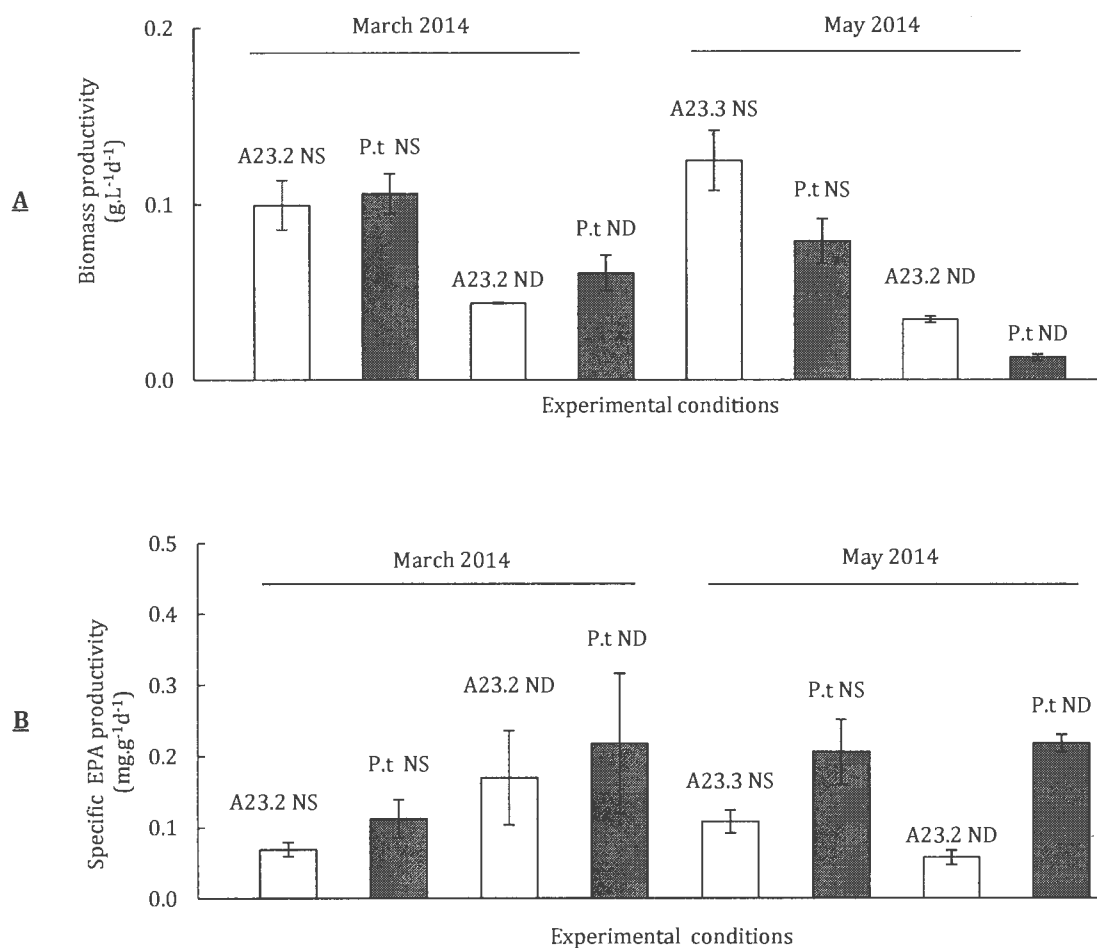 March 2014
May 2014
0.2
0.1
0.0
Biomass productivity
(g.L⁻¹d⁻¹)
A
A23.2 NS
P.t NS
A23.2 ND
P.t ND
A23.3 NS
P.t NS
A23.2 ND
P.t ND
Experimental conditions
March 2014
May 2014
0.5
0.4
0.3
0.2
0.1
0.0
Specific EPA productivity
(mg.g⁻¹d⁻¹)
B
A23.2 NS
P.t NS
A23.2 ND
P.t ND
A23.3 NS
P.t NS
A23.2 ND
P.t ND
Experimental conditions